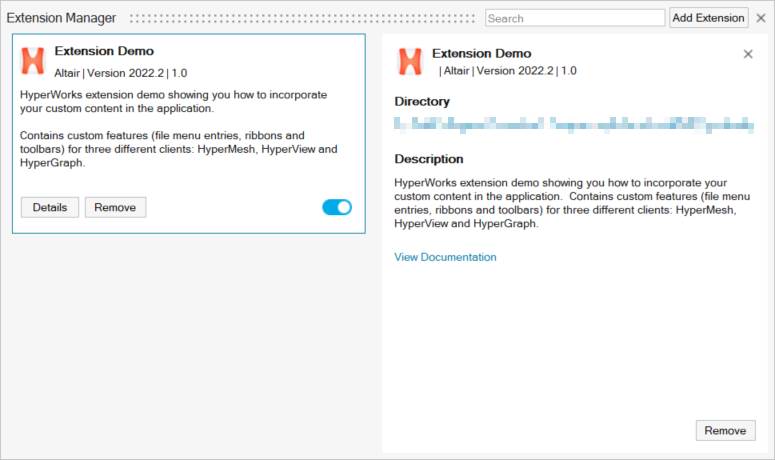 Extension Manager
Search
Add Extension
Extension Demo
Altair | Version 2022.2 | 1.0
HyperWorks extension demo showing you how to incorporate
your custom content in the application.
Contains custom features (file menu entries, ribbons and
toolbars) for three different clients: HyperMesh, HyperView and
HyperGraph.
Details
Remove
Extension Demo
| Altair | Version 2022.2 | 1.0
Directory
Description
HyperWorks extension demo showing you how to incorporate your
custom content in the application.  Contains custom features (file menu
entries, ribbons and toolbars) for three different clients: HyperMesh,
HyperView and HyperGraph.
View Documentation
Remove